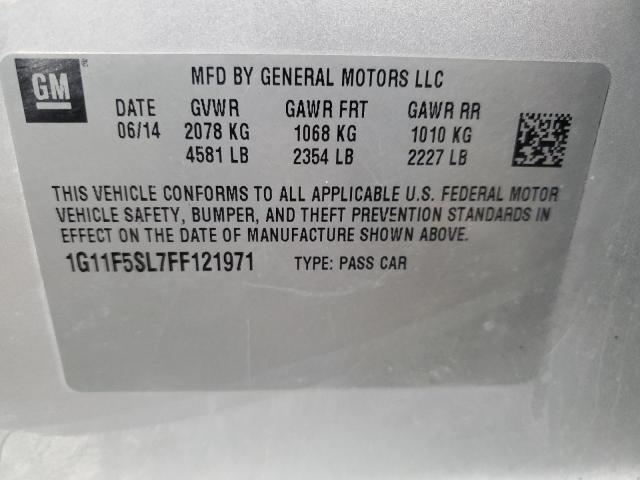 GM
MFD BY GENERAL MOTORS LLC
DATE GVWR GAWR FRT GAWR RR
06/14 2078 KG 1068 KG 1010 KG
4581 LB 2354 LB 2227 LB
THIS VEHICLE CONFORMS TO ALL APPLICABLE U.S. FEDERAL MOTOR
VEHICLE SAFETY, BUMPER, AND THEFT PREVENTION STANDARDS IN
EFFECT ON THE DATE OF MANUFACTURE SHOWN ABOVE.
1G11F5SL7FF121971 TYPE: PASS CAR